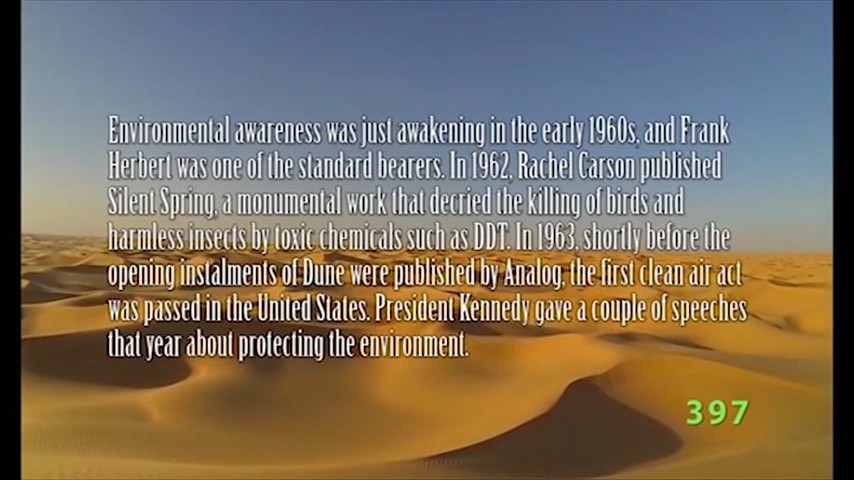 Environmental awareness was just awakening in the early 1960s, and Frank
Herbert was one of the standard bearers. In 1962, Rachel Carson published
Silent Spring, a monumental work that decried the killing of birds and
harmless insects by toxic chemicals such as DDT. In 1963, shortly before the
opening instalments of Dune were published by Analog, the first clean air act
was passed in the United States. President Kennedy gave a couple of speeches
that year about protecting the environment.
397